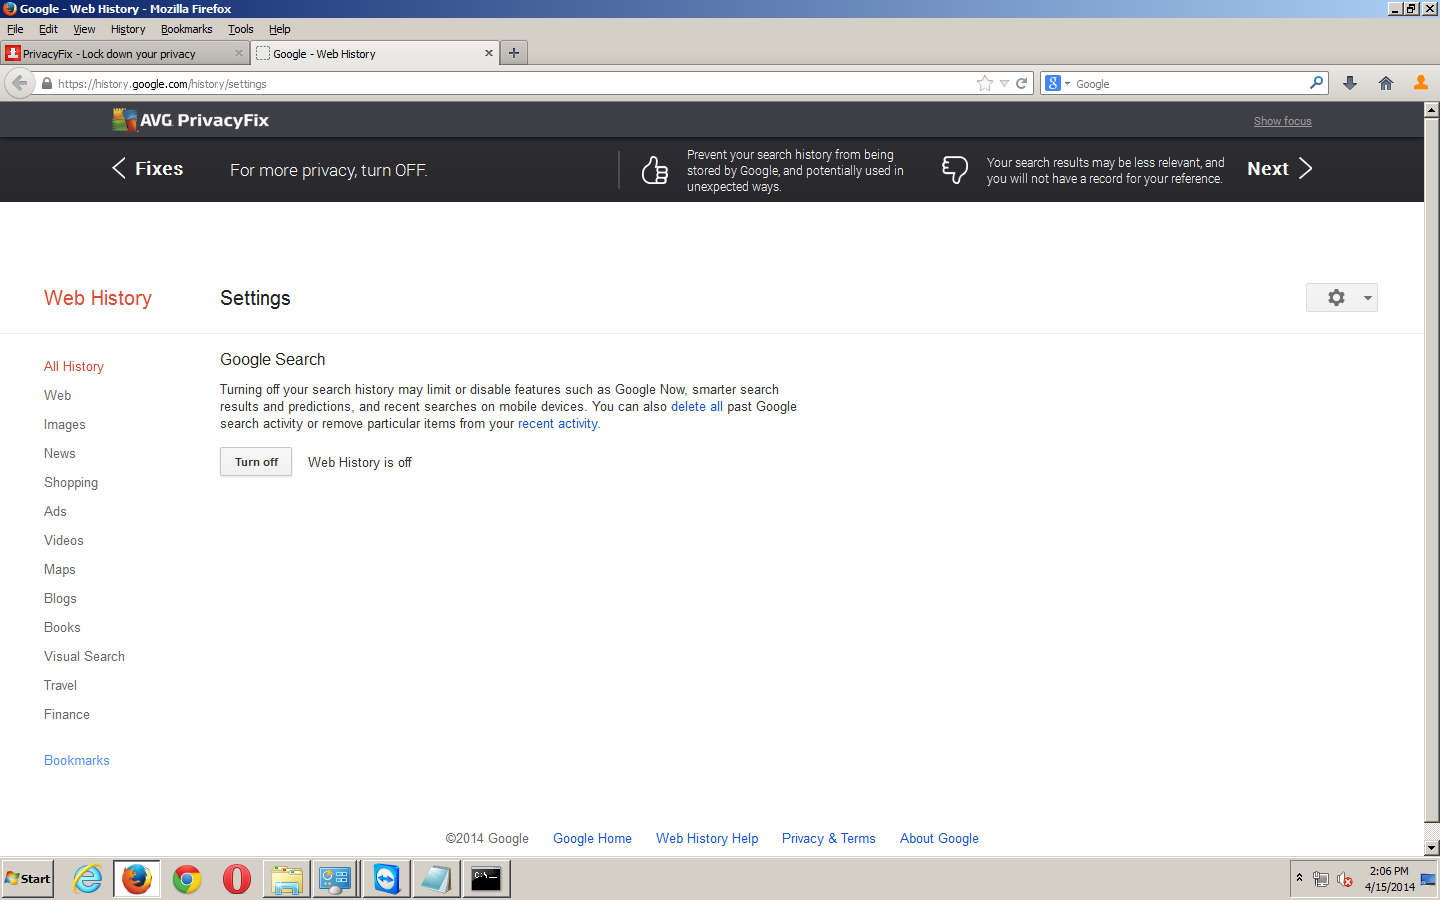 Google - Web History - Mozilla Firefox
File Edit View History Bookmarks Tools Help
PrivacyFix - Lock down your privacy
Google - Web History
https://history.google.com/history/settings
Google
AVG PrivacyFix
Show focus
Fixes
For more privacy, turn OFF.
Prevent your search history from being
stored by Google, and potentially used in
unexpected ways.
Your search results may be less relevant, and
you will not have a record for your reference.
Next
Web History
Settings
All History
Web
Images
News
Shopping
Ads
Videos
Maps
Blogs
Books
Visual Search
Travel
Finance
Bookmarks
Google Search
Turning off your search history may limit or disable features such as Google Now, smarter search
results and predictions, and recent searches on mobile devices. You can also delete all past Google
search activity or remove particular items from your recent activity.
Turn off
Web History is off
©2014 Google Google Home Web History Help Privacy & Terms About Google
Start
C:\
2:06 PM
4/15/2014